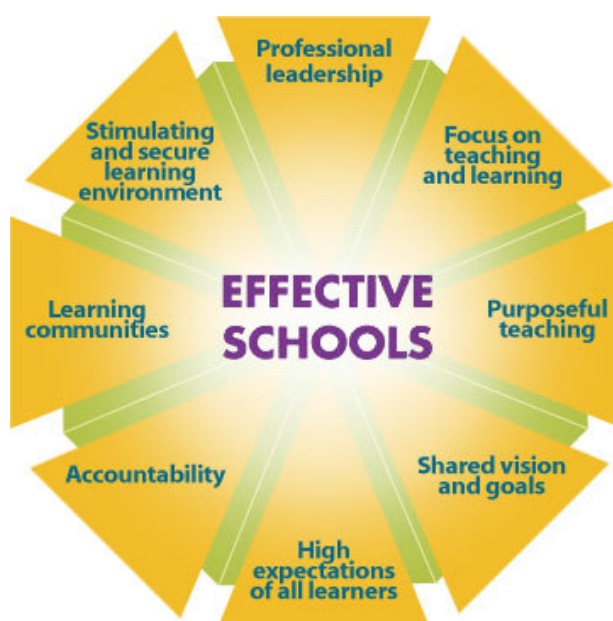 Professional
leadership
Focus on
teaching
and learning
Purposeful
teaching
Shared vision
and goals
High
expectations
of all learners
Accountability
Learning
communities
Stimulating
and secure
learning
environment
EFFECTIVE
SCHOOLS